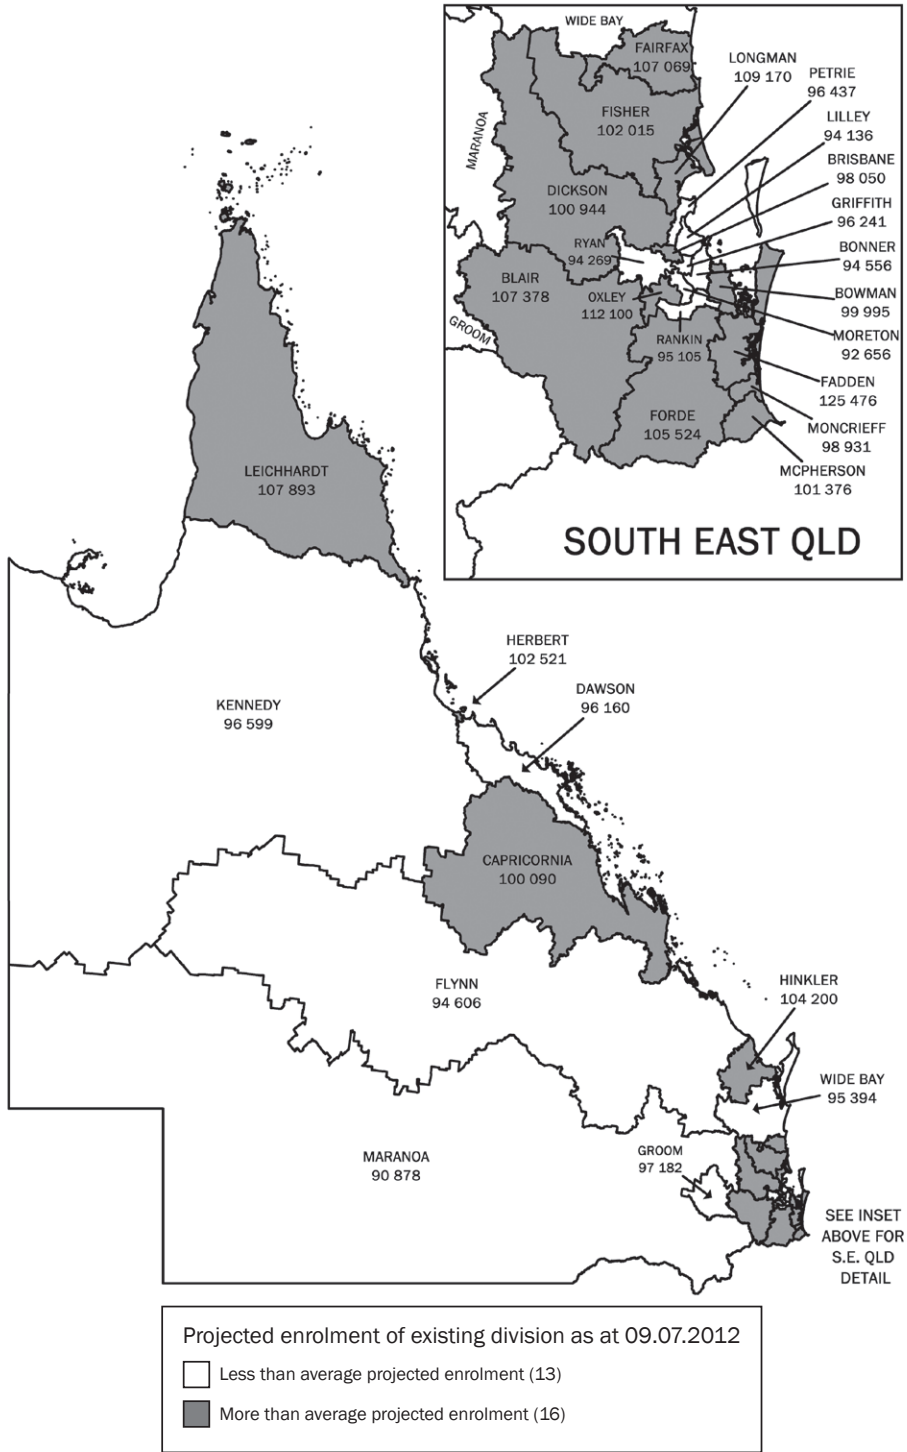 WIDE BAY
FAIRFAX
107 069
LONGMAN
109 170
PETRIE
96 437
FISHER
102 015
LILLEY
94 136
MARANOA
BRISBANE
98 050
DICKSON
100 944
GRIFFITH
96 241
RYAN
94 269
BONNER
94 556
BLAIR
107 378
OXLEY
112 100
BOWMAN
99 995
GROOM
RANKIN
95 105
MORETON
92 656
FADDEN
125 476
FORDE
105 524
MONCRIEFF
98 931
MCPHERSON
101 376
SOUTH EAST QLD
LEICHHARDT
107 893
HERBERT
102 521
DAWSON
96 160
KENNEDY
96 599
CAPRICORNIA
100 090
FLYNN
94 606
HINKLER
104 200
WIDE BAY
95 394
MARANOA
90 878
GROOM
97 182
SEE INSET
ABOVE FOR
S.E. QLD
DETAIL
Projected enrolment of existing division as at 09.07.2012
Less than average projected enrolment (13)
More than average projected enrolment (16)